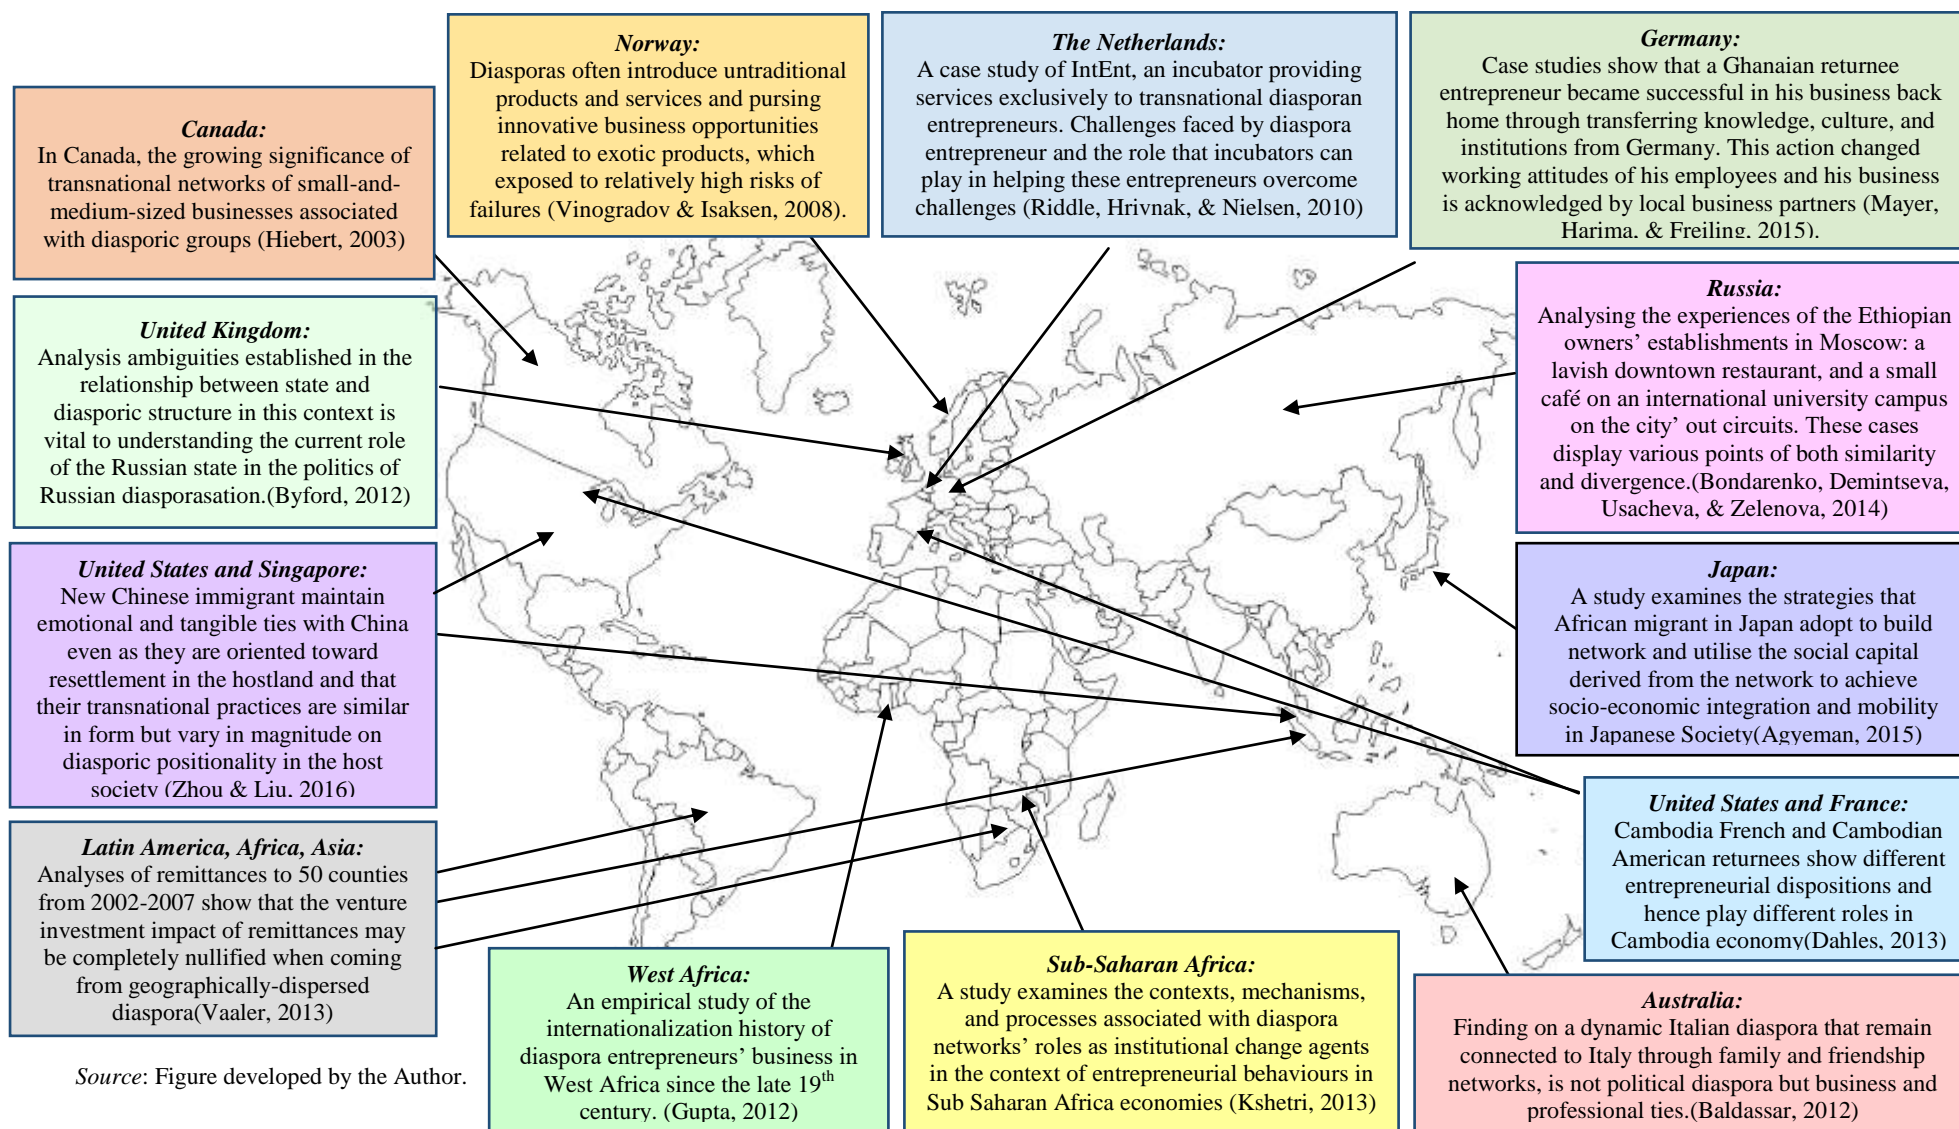 Norway:
Diasporas often introduce untraditional
products and services and pursing
innovative business opportunities
related to exotic products, which
exposed to relatively high risks of
failures (Vinogradov & Isaksen, 2008).
The Netherlands:
A case study of IntEnt, an incubator providing
services exclusively to transnational diasporan
entrepreneurs. Challenges faced by diaspora
entrepreneur and the role that incubators can
play in helping these entrepreneurs overcome
challenges (Riddle, Hrivnak, & Nielsen, 2010)
Germany:
Case studies show that a Ghanaian returnee
entrepreneur became successful in his business back
home through transferring knowledge, culture, and
institutions from Germany. This action changed
working attitudes of his employees and his business
is acknowledged by local business partners (Mayer,
Harima, & Freiling, 2015).
Canada:
In Canada, the growing significance of
transnational networks of small-and-
medium-sized businesses associated
with diasporic groups (Hiebert, 2003)
United Kingdom:
Analysis ambiguities established in the
relationship between state and
diasporic structure in this context is
vital to understanding the current role
of the Russian state in the politics of
Russian diasporasation.(Byford, 2012)
Russia:
Analysing the experiences of the Ethiopian
owners’ establishments in Moscow: a
lavish downtown restaurant, and a small
café on an international university campus
on the city’ out circuits. These cases
display various points of both similarity
and divergence.(Bondarenko, Demintseva,
Usacheva, & Zelenova, 2014)
United States and Singapore:
New Chinese immigrant maintain
emotional and tangible ties with China
even as they are oriented toward
resettlement in the hostland and that
their transnational practices are similar
in form but vary in magnitude on
diasporic positionality in the host
society (Zhou & Liu, 2016)
Japan:
A study examines the strategies that
African migrant in Japan adopt to build
network and utilise the social capital
derived from the network to achieve
socio-economic integration and mobility
in Japanese Society(Agyeman, 2015)
United States and France:
Cambodia French and Cambodian
American returnees show different
entrepreneurial dispositions and
hence play different roles in
Cambodia economy(Dahles, 2013)
Latin America, Africa, Asia:
Analyses of remittances to 50 counties
from 2002-2007 show that the venture
investment impact of remittances may
be completely nullified when coming
from geographically-dispersed
diaspora(Vaaler, 2013)
West Africa:
An empirical study of the
internationalization history of
diaspora entrepreneurs’ business in
West Africa since the late 19th
century. (Gupta, 2012)
Sub-Saharan Africa:
A study examines the contexts, mechanisms,
and processes associated with diaspora
networks’ roles as institutional change agents
in the context of entrepreneurial behaviours in
Sub Saharan Africa economies (Kshetri, 2013)
Australia:
Finding on a dynamic Italian diaspora that remain
connected to Italy through family and friendship
networks, is not political diaspora but business and
professional ties.(Baldassar, 2012)
Source: Figure developed by the Author.